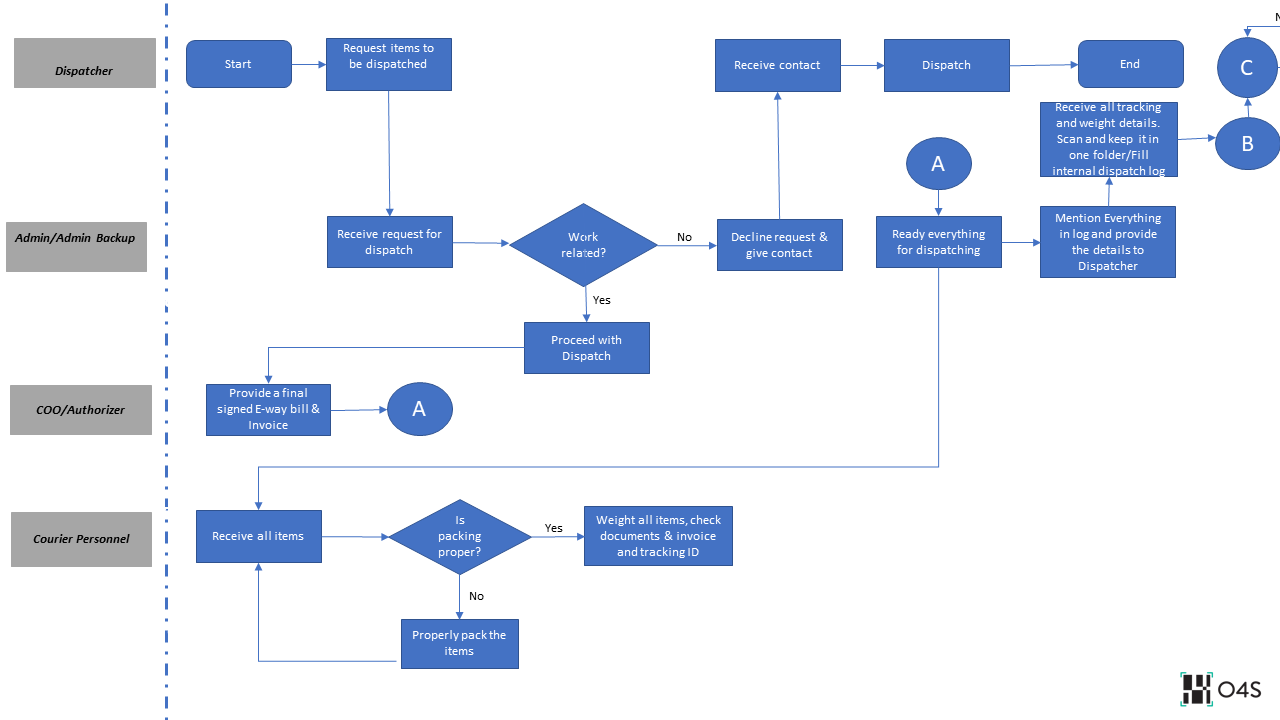 Dispatcher
Start
Request items to
be dispatched
Receive contact
Dispatch
End
N
C
Receive all tracking
and weight details.
Scan and keep it in
one folder/Fill
internal dispatch log
B
A
Admin/Admin Backup
Receive request for
dispatch
Work
related?
No
Decline request &
give contact
Ready everything
for dispatching
Mention Everything
in log and provide
the details to
Dispatcher
Yes
Proceed with
Dispatch
COO/Authorizer
Provide a final
signed E-way bill &
Invoice
A
Courier Personnel
Receive all items
Is
packing
proper?
Yes
Weight all items, check
documents & invoice
and tracking ID
No
Properly pack the
items
O4S